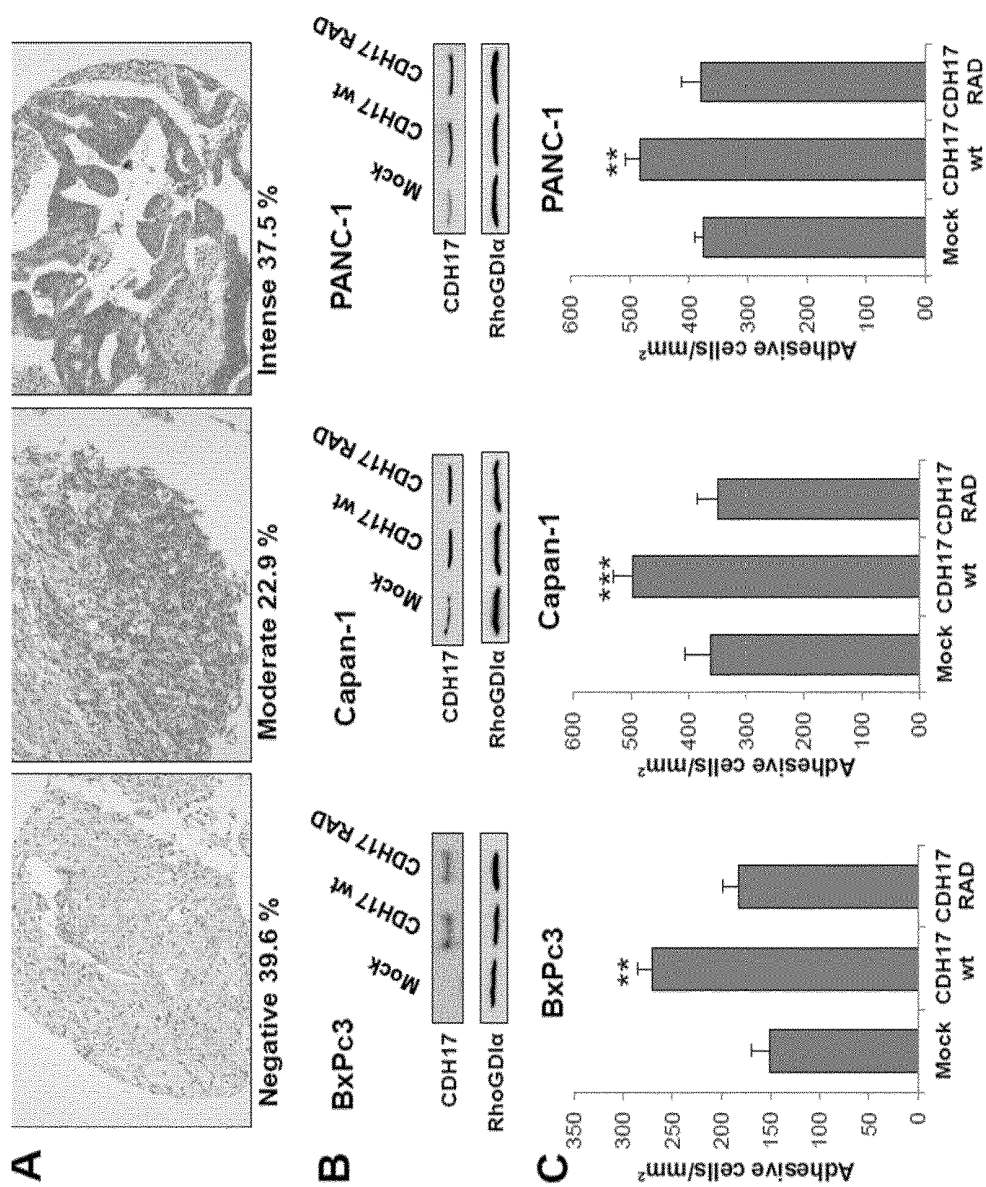 A
Negative 39.6 %
Moderate 22.9 %
Intense 37.5 %
B
BxPc3
Mock
CDH17 wt
CDH17 RAD
CDH17
RhoGDIα
Capan-1
Mock
CDH17 wt
CDH17 RAD
CDH17
RhoGDIα
PANC-1
Mock
CDH17 wt
CDH17 RAD
CDH17
RhoGDIα
C
BxPc3
Adhesive cells/mm²
350
300
250
200
150
100
50
0
**
Mock CDH17 CDH17
wt RAD
Capan-1
Adhesive cells/mm²
600
500
400
300
200
100
00
***
Mock CDH17 CDH17
wt RAD
PANC-1
Adhesive cells/mm²
600
500
400
300
200
100
00
**
Mock CDH17 CDH17
wt RAD